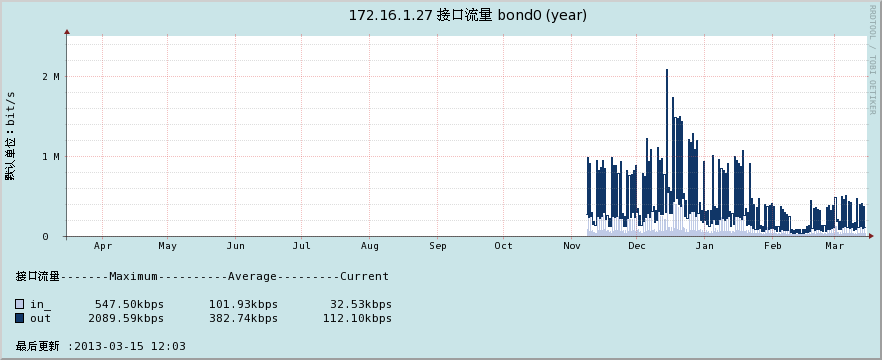 172.16.1.27 接口流量 bond0 (year)
RRDTOOL / TOBI OETIKER
默认单位：bit/s
2 M
1 M
0
Apr May Jun Jul Aug Sep Oct Nov Dec Jan Feb Mar
接口流量-------Maximum----------Average---------Current
in_ 547.50kbps 101.93kbps 32.53kbps
out 2089.59kbps 382.74kbps 112.10kbps
最后更新 :2013-03-15 12:03